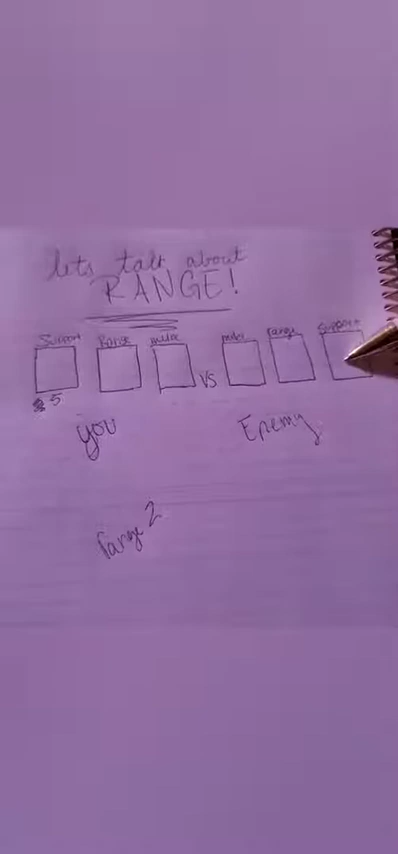 lets talk about
RANGE!
Support Range melee melee range Support
VS
5
you Enemy
range 2